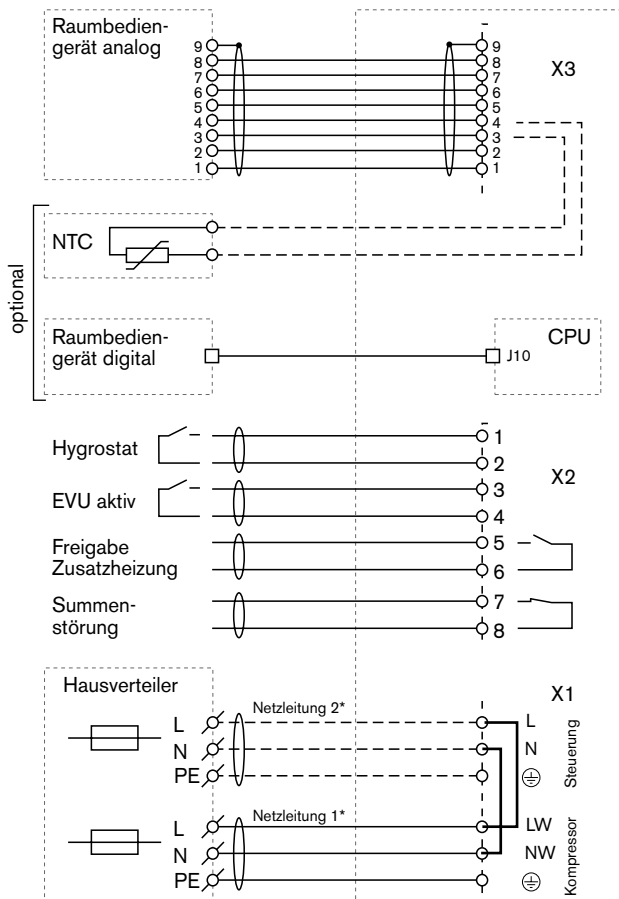 Raumbedien-
gerät analog
9
8
7
6
5
4
3
2
1
9
8
7
6
5
4
3
2
1
X3
optional
NTC
Raumbedien-
gerät digital
J10
CPU
Hygrostat
1
2
EVU aktiv
3
4
X2
Freigabe
Zusatzheizung
5
6
Summen-
störung
7
8
Hausverteiler
X1
L
N
PE
Netzleitung 2*
L
N
Steuerung
L
N
PE
Netzleitung 1*
LW
NW
Kompressor